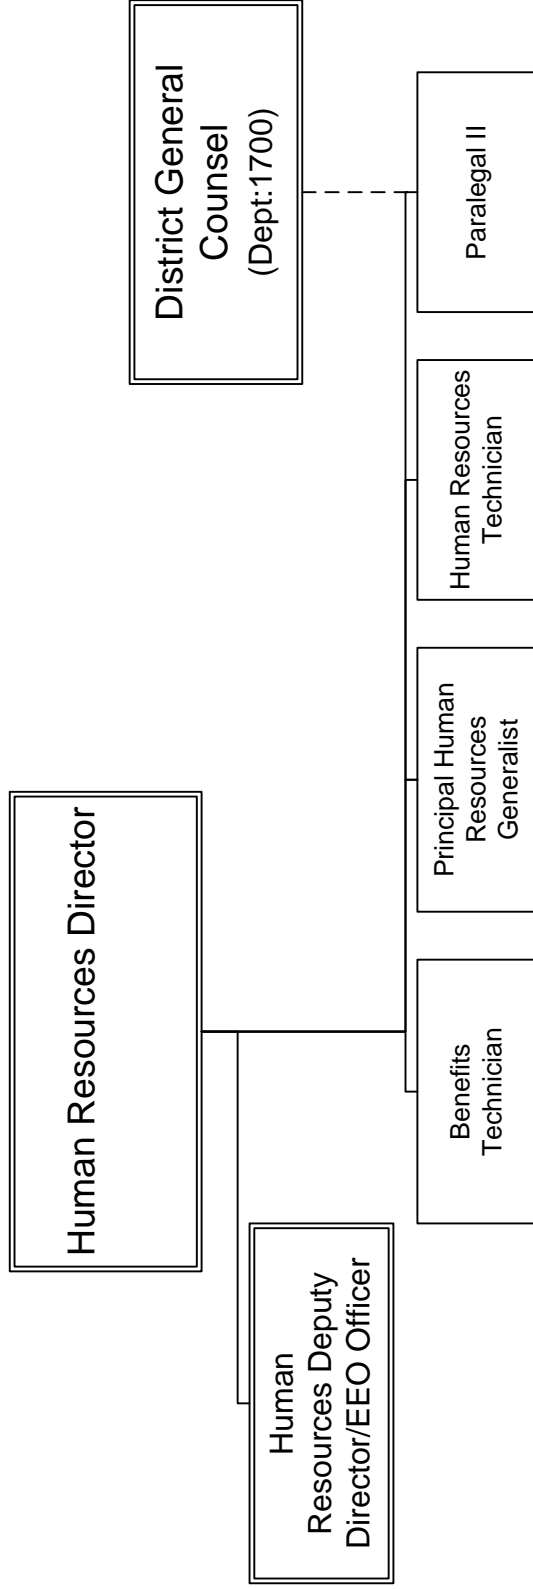 Human Resources Director
Human
Resources Deputy
Director/EEO Officer
District General
Counsel
(Dept:1700)
Benefits
Technician
Principal Human
Resources
Generalist
Human Resources
Technician
Paralegal II